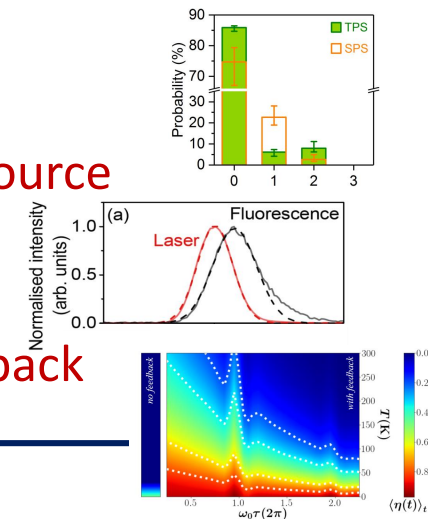 90
80
70
30
20
10
0
Probability (%)
TPS
SPS
0 1 2 3
ource
Normalised intensity
(arb. units)
1.0
0.5
0.0
(a)
Laser
Fluorescence
back
no feedback
with feedback
300
250
200
150
100
50
0
T(K)
0.5 1.0 1.5 2.0
ω₀τ(2π)
0.0
0.2
0.4
0.6
0.8
⟨η(t)⟩ₜ